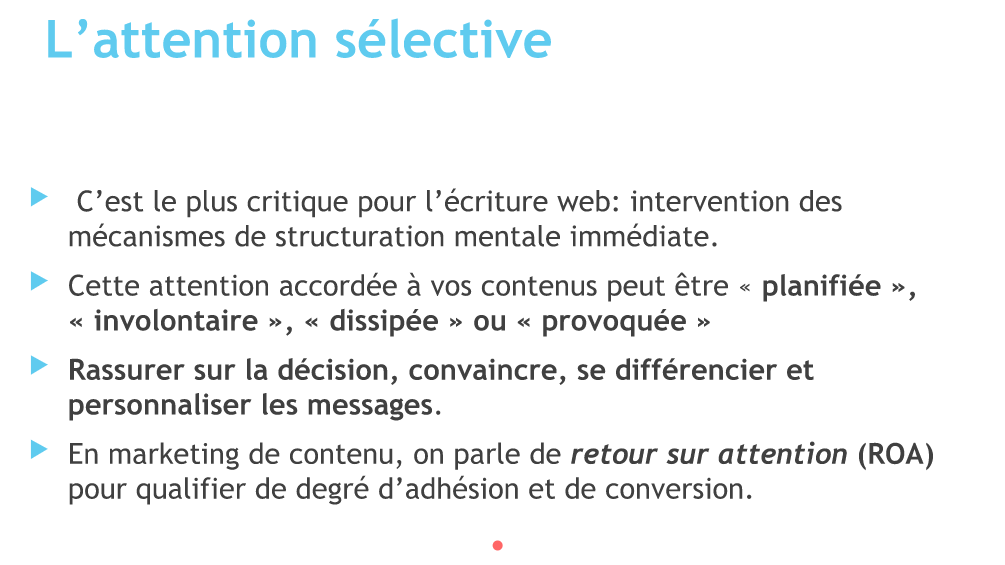 L’attention sélective
C’est le plus critique pour l’écriture web: intervention des
mécanismes de structuration mentale immédiate.
Cette attention accordée à vos contenus peut être « planifiée »,
« involontaire », « dissipée » ou « provoquée »
Rassurer sur la décision, convaincre, se différencier et
personnaliser les messages.
En marketing de contenu, on parle de retour sur attention (ROA)
pour qualifier de degré d’adhésion et de conversion.